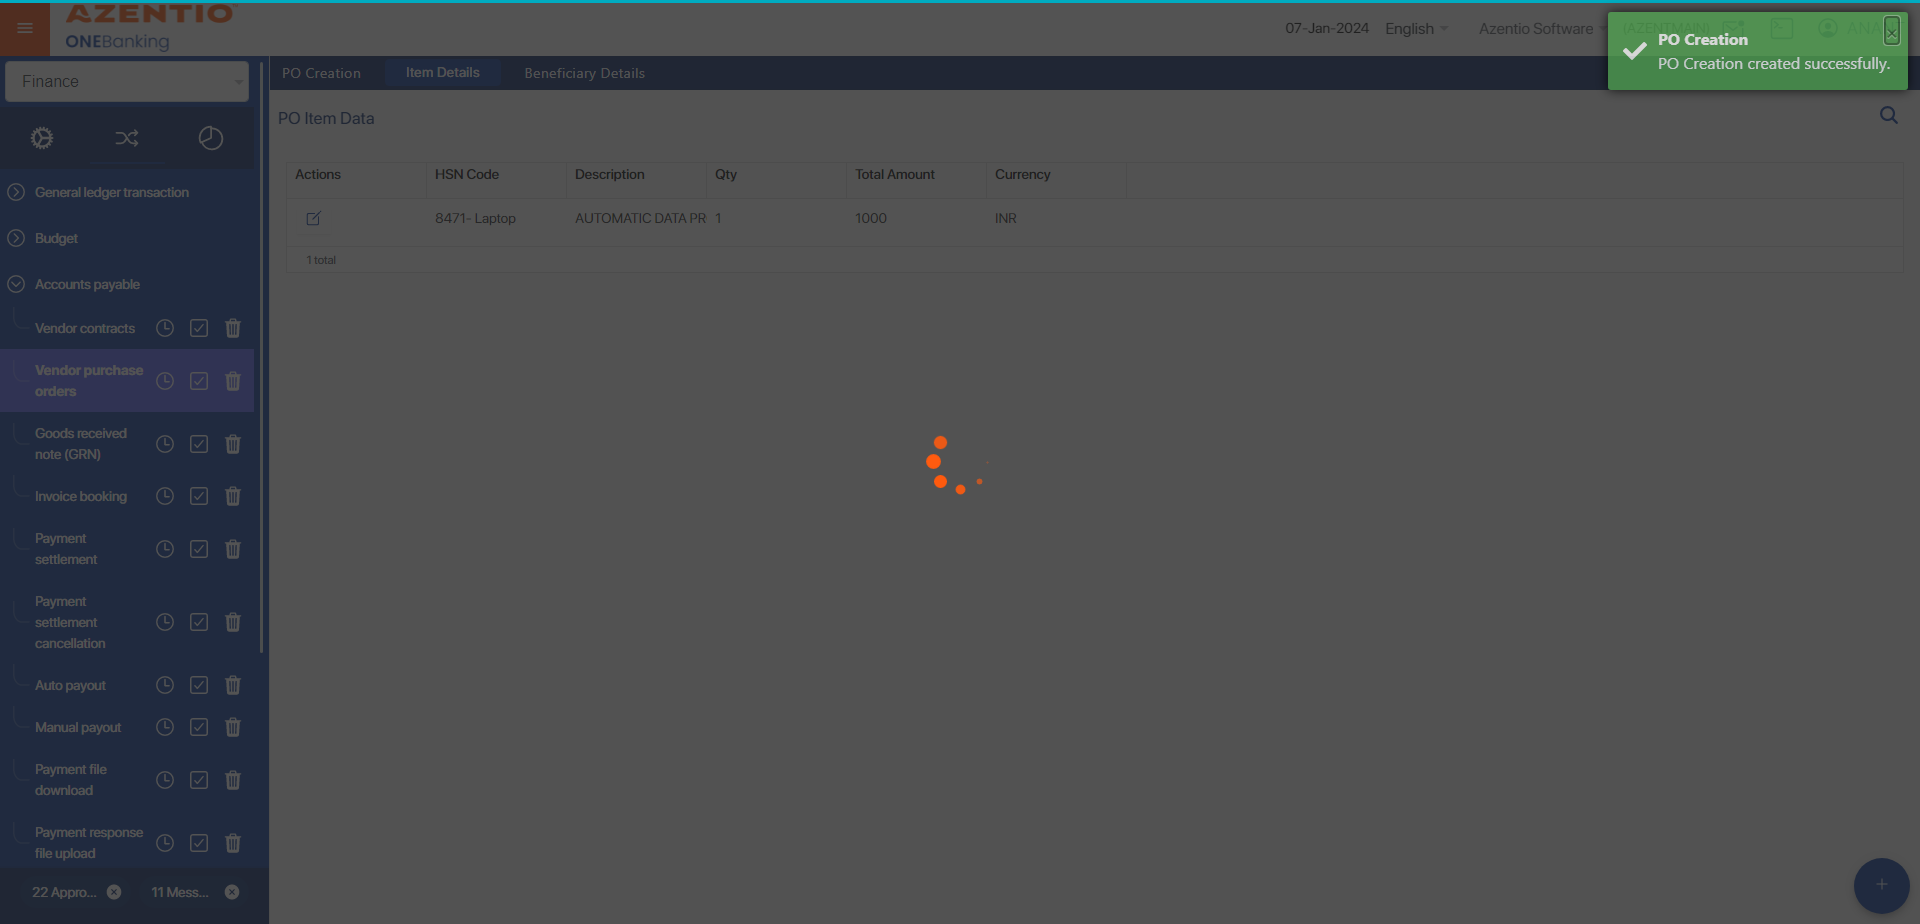 AZENTIO
ONEBanking
07-Jan-2024
English
Azentio Software
(AZENTMAIN)
ANA
PO Creation
PO Creation created successfully.
Finance
PO Creation
Item Details
Beneficiary Details
PO Item Data
Actions
HSN Code
Description
Qty
Total Amount
Currency
8471- Laptop
AUTOMATIC DATA PR
1
1000
INR
1 total
General ledger transaction
Budget
Accounts payable
Vendor contracts
Vendor purchase
orders
Goods received
note (GRN)
Invoice booking
Payment
settlement
Payment
settlement
cancellation
Auto payout
Manual payout
Payment file
download
Payment response
file upload
22 Appro...
11 Mess...